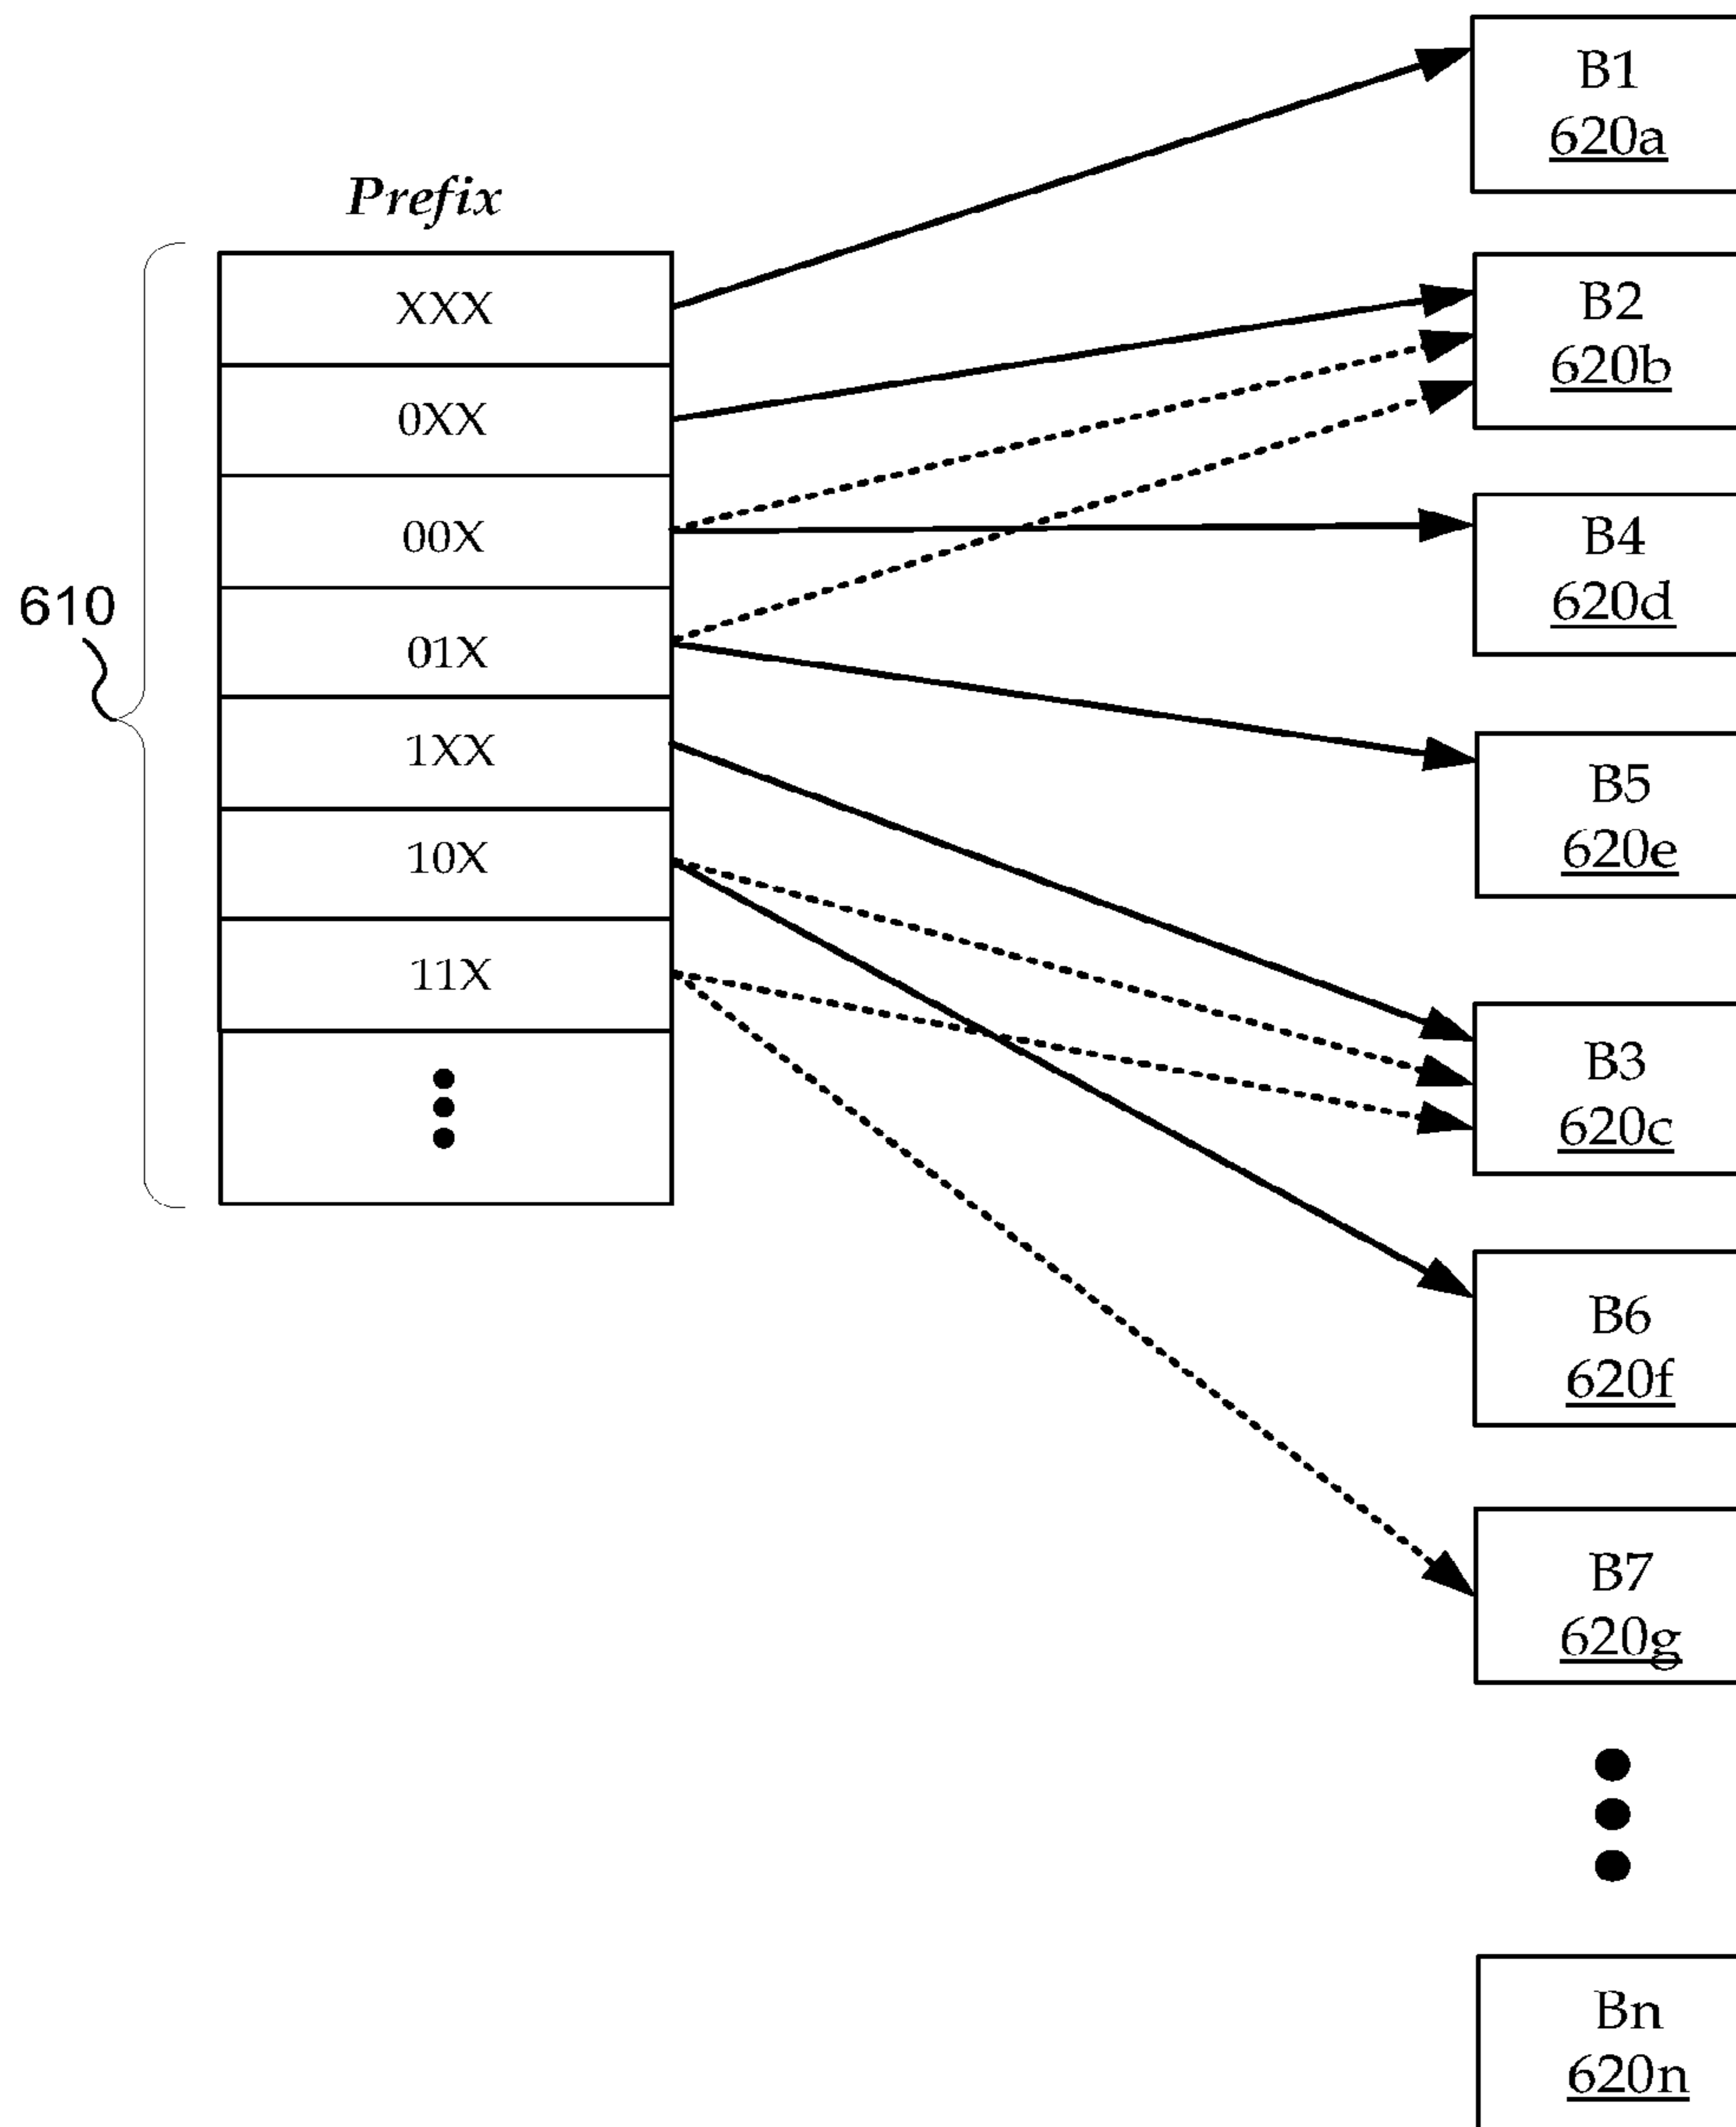 Prefix
XXX
0XX
00X
01X
1XX
10X
11X
610
B1
620a
B2
620b
B4
620d
B5
620e
B3
620c
B6
620f
B7
620g
Bn
620n